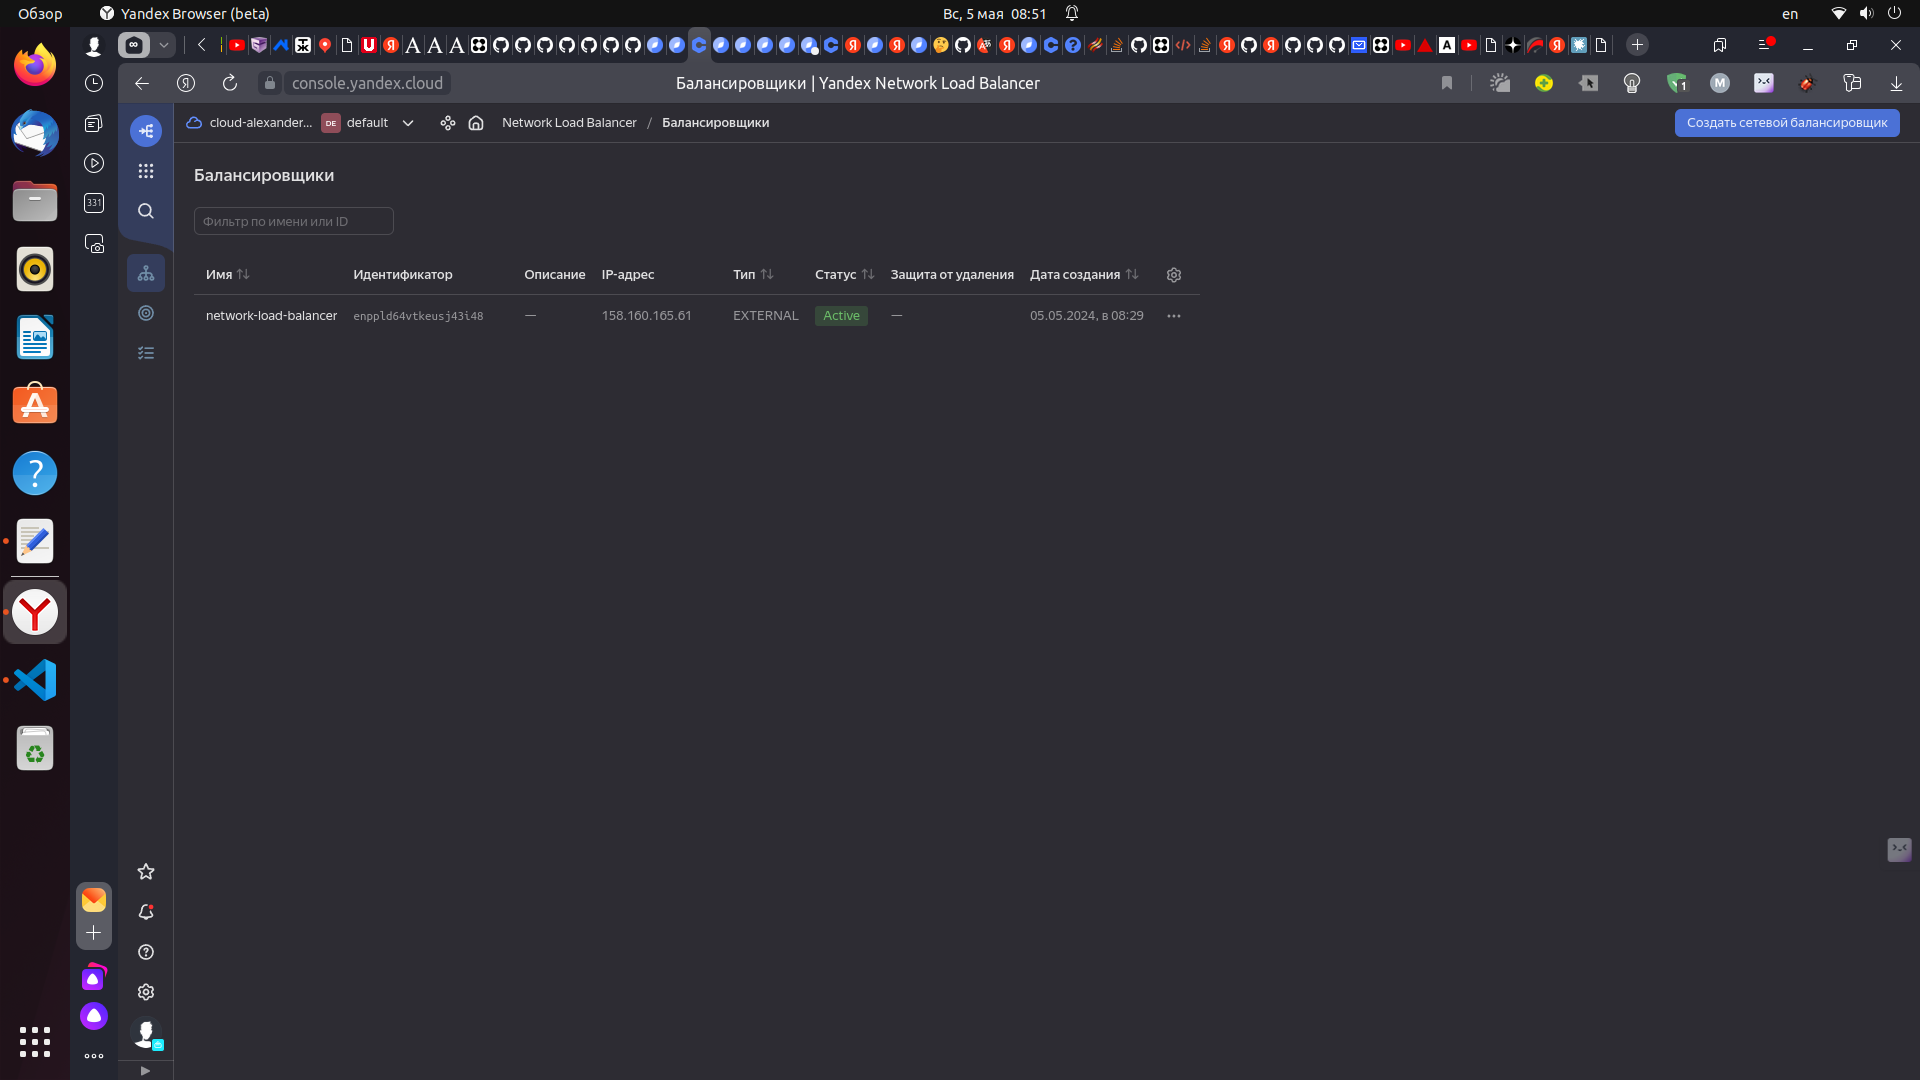 Обзор
Yandex Browser (beta)
Вс, 5 мая 08:51
en
console.yandex.cloud
Балансировщики | Yandex Network Load Balancer
cloud-alexander...
DE
default
Network Load Balancer / Балансировщики
Создать сетевой балансировщик
331
Балансировщики
Фильтр по имени или ID
Имя Идентификатор Описание IP-адрес Тип Статус Защита от удаления Дата создания
network-load-balancer enppld64vtkeusj43i48 — 158.160.165.61 EXTERNAL Active — 05.05.2024, в 08:29